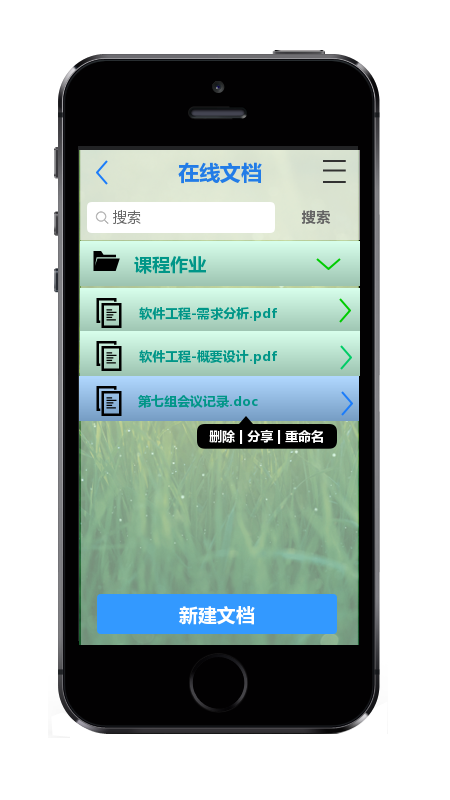 在线文档
搜索 搜索
课程作业
软件工程-需求分析.pdf
软件工程-概要设计.pdf
第七组会议记录.doc
删除 | 分享 | 重命名
新建文档